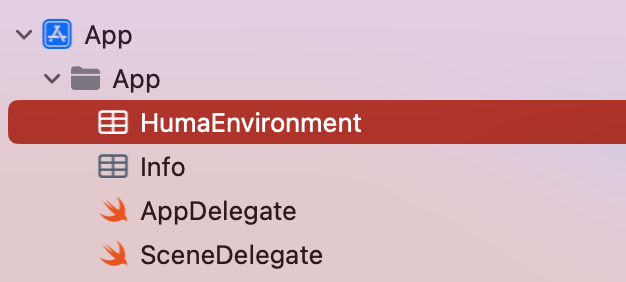 App
App
HumaEnvironment
Info
AppDelegate
SceneDelegate